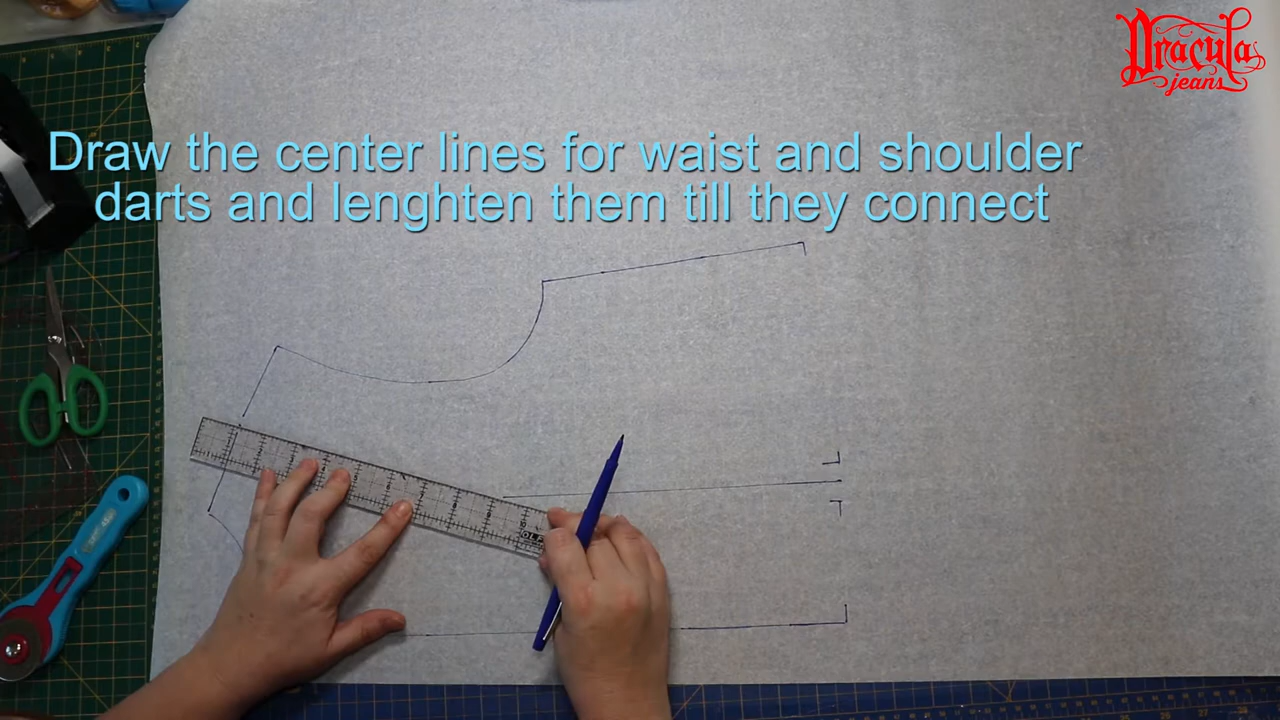 Dracula
jeans
Draw the center lines for waist and shoulder
darts and lenghten them till they connect